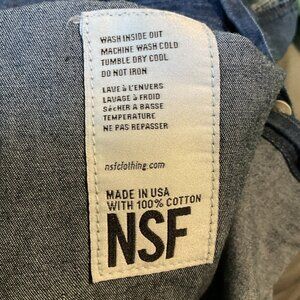 WASH INSIDE OUT
MACHINE WASH COLD
TUMBLE DRY COOL
DO NOT IRON
LAVE À L'ENVERS
LAVAGE À FROID
SÉCHER A BASSE
TEMPERATURE
NE PAS REPASSER
nsfclothing.com
MADE IN USA
WITH 100% COTTON
NSF